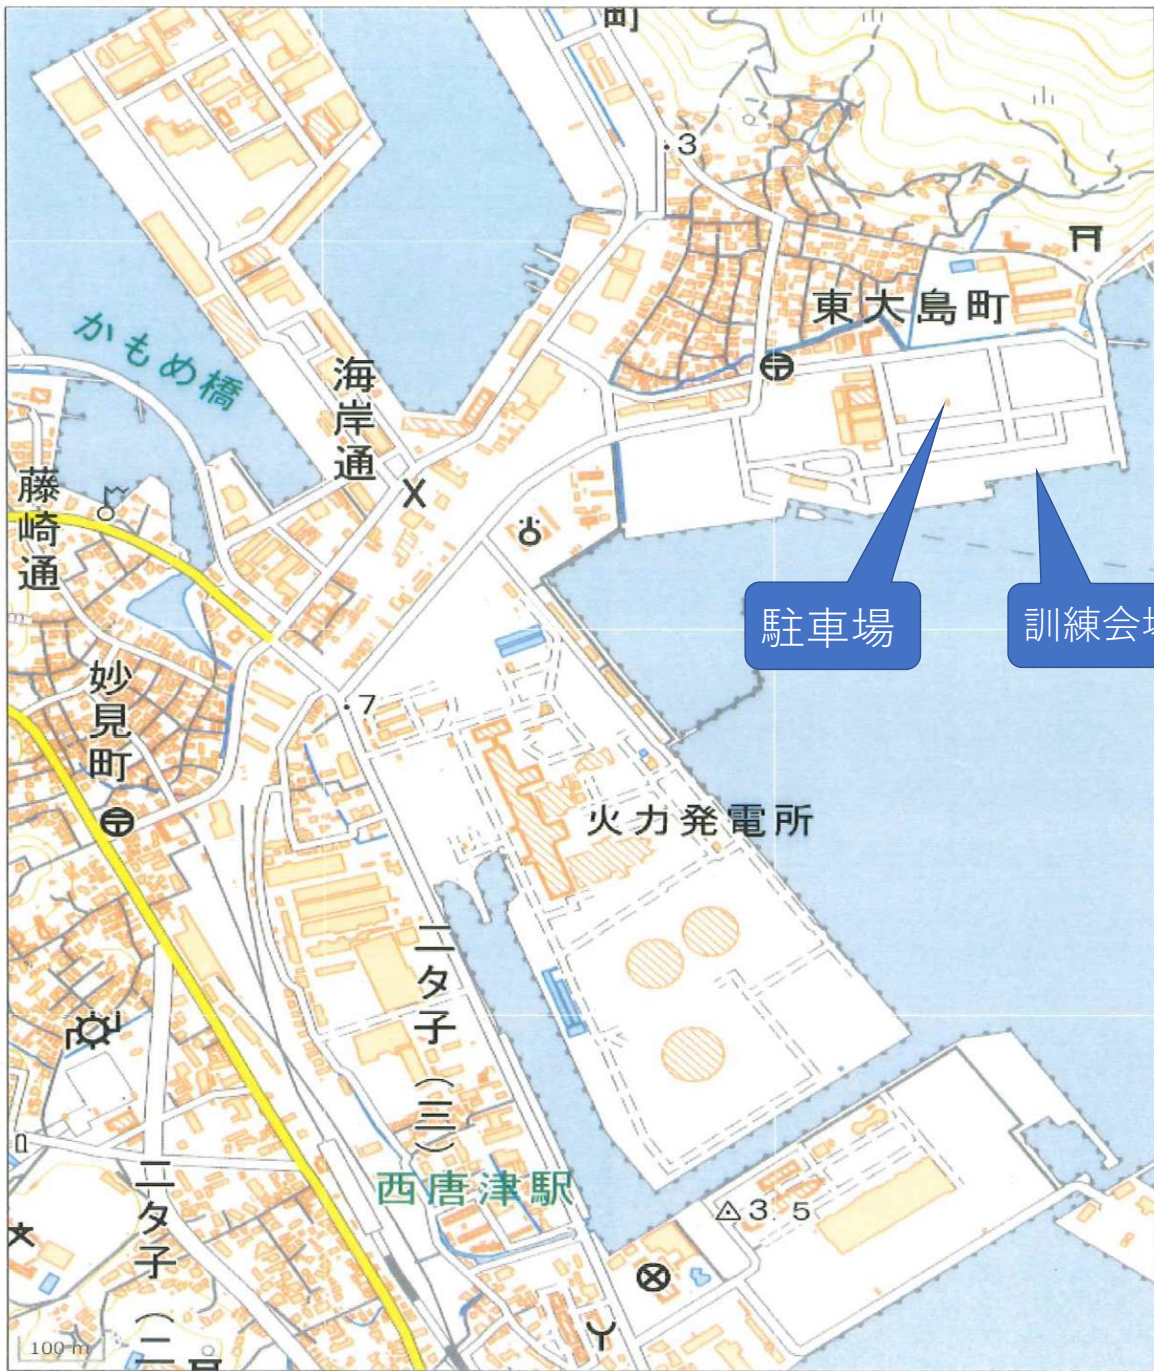 町
3
東大島町
かもめ橋
海岸通
藤崎通
駐車場
訓練会場
妙見町
7
火力発電所
二タ子(三)
西唐津駅
3.5
二タ子(二
100 m